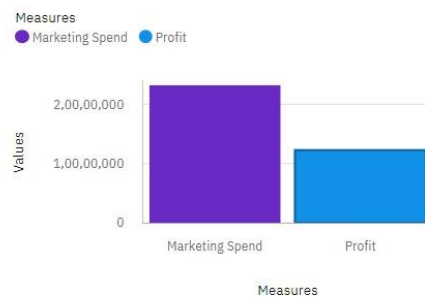 Measures
Marketing Spend Profit
2,00,00,000
1,00,00,000
0
Values
Marketing Spend Profit
Measures